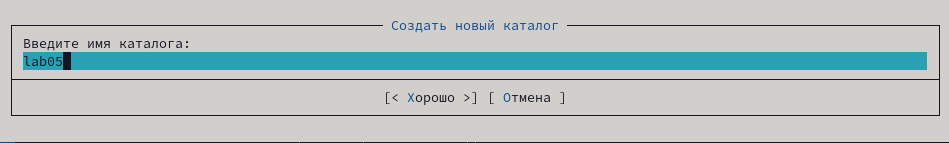 Создать новый каталог
Введите имя каталога:
lab05
[< Хорошо >] [ Отмена ]